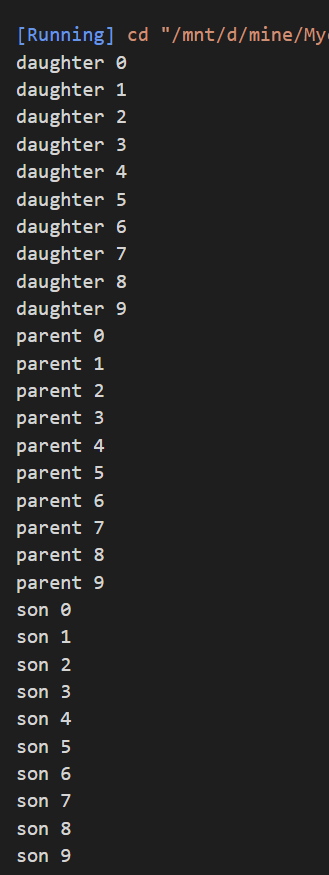 [Running] cd "/mnt/d/mine/My
daughter 0
daughter 1
daughter 2
daughter 3
daughter 4
daughter 5
daughter 6
daughter 7
daughter 8
daughter 9
parent 0
parent 1
parent 2
parent 3
parent 4
parent 5
parent 6
parent 7
parent 8
parent 9
son 0
son 1
son 2
son 3
son 4
son 5
son 6
son 7
son 8
son 9